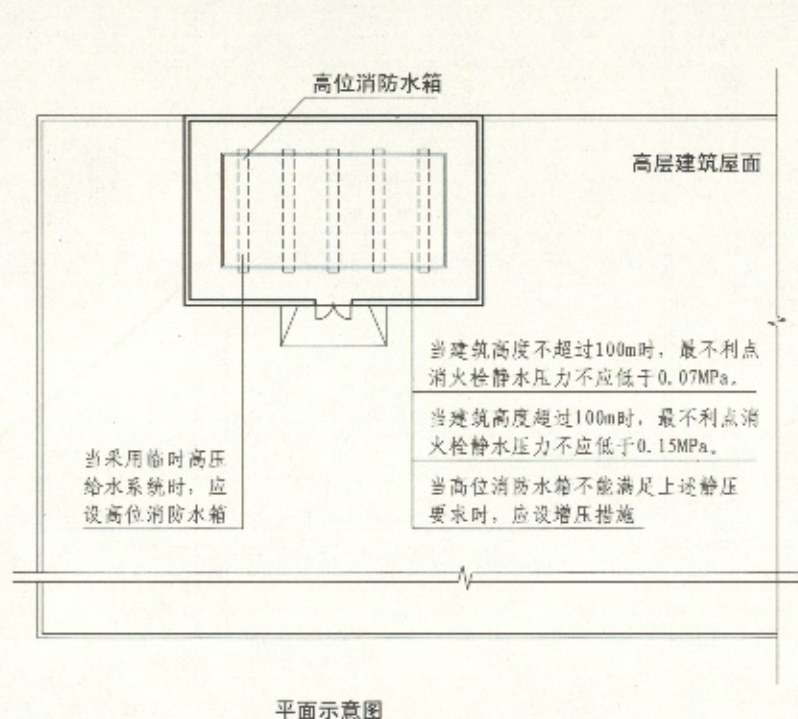 高位消防水箱
高层建筑屋面
当建筑高度不超过100m时，最不利点
消火栓静水压力不应低于0.07MPa。
当建筑高度超过100m时，最不利点消
火栓静水压力不应低于0.15MPa。
当高位消防水箱不能满足上述静压
要求时，应设增压措施
当采用临时高压
给水系统时，应
设高位消防水箱
平面示意图